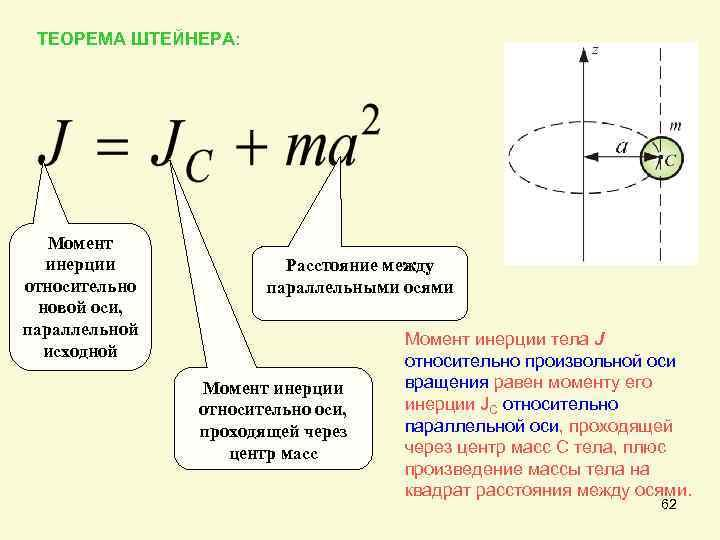 ТЕОРЕМА ШТЕЙНЕРА:
J = J_C + ma²
z
m
a
C
Момент
инерции
относительно
новой оси,
параллельной
исходной
Расстояние между
параллельными осями
Момент инерции
относительно оси,
проходящей через
центр масс
Момент инерции тела J
относительно произвольной оси
вращения равен моменту его
инерции J_C относительно
параллельной оси, проходящей
через центр масс С тела, плюс
произведение массы тела на
квадрат расстояния между осями.
62